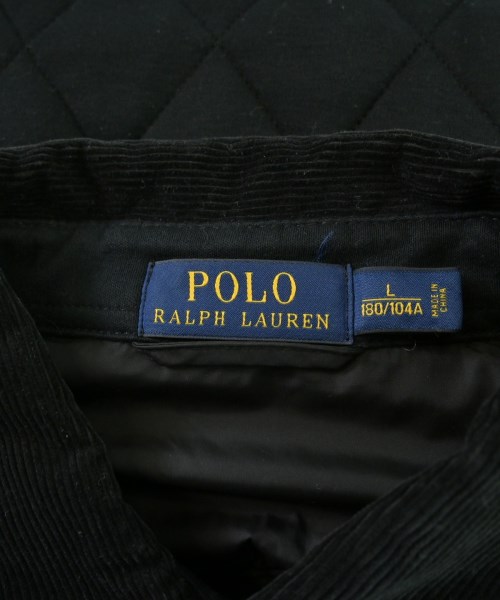 POLO
RALPH LAUREN
L
180/104A
MADE IN
CHINA